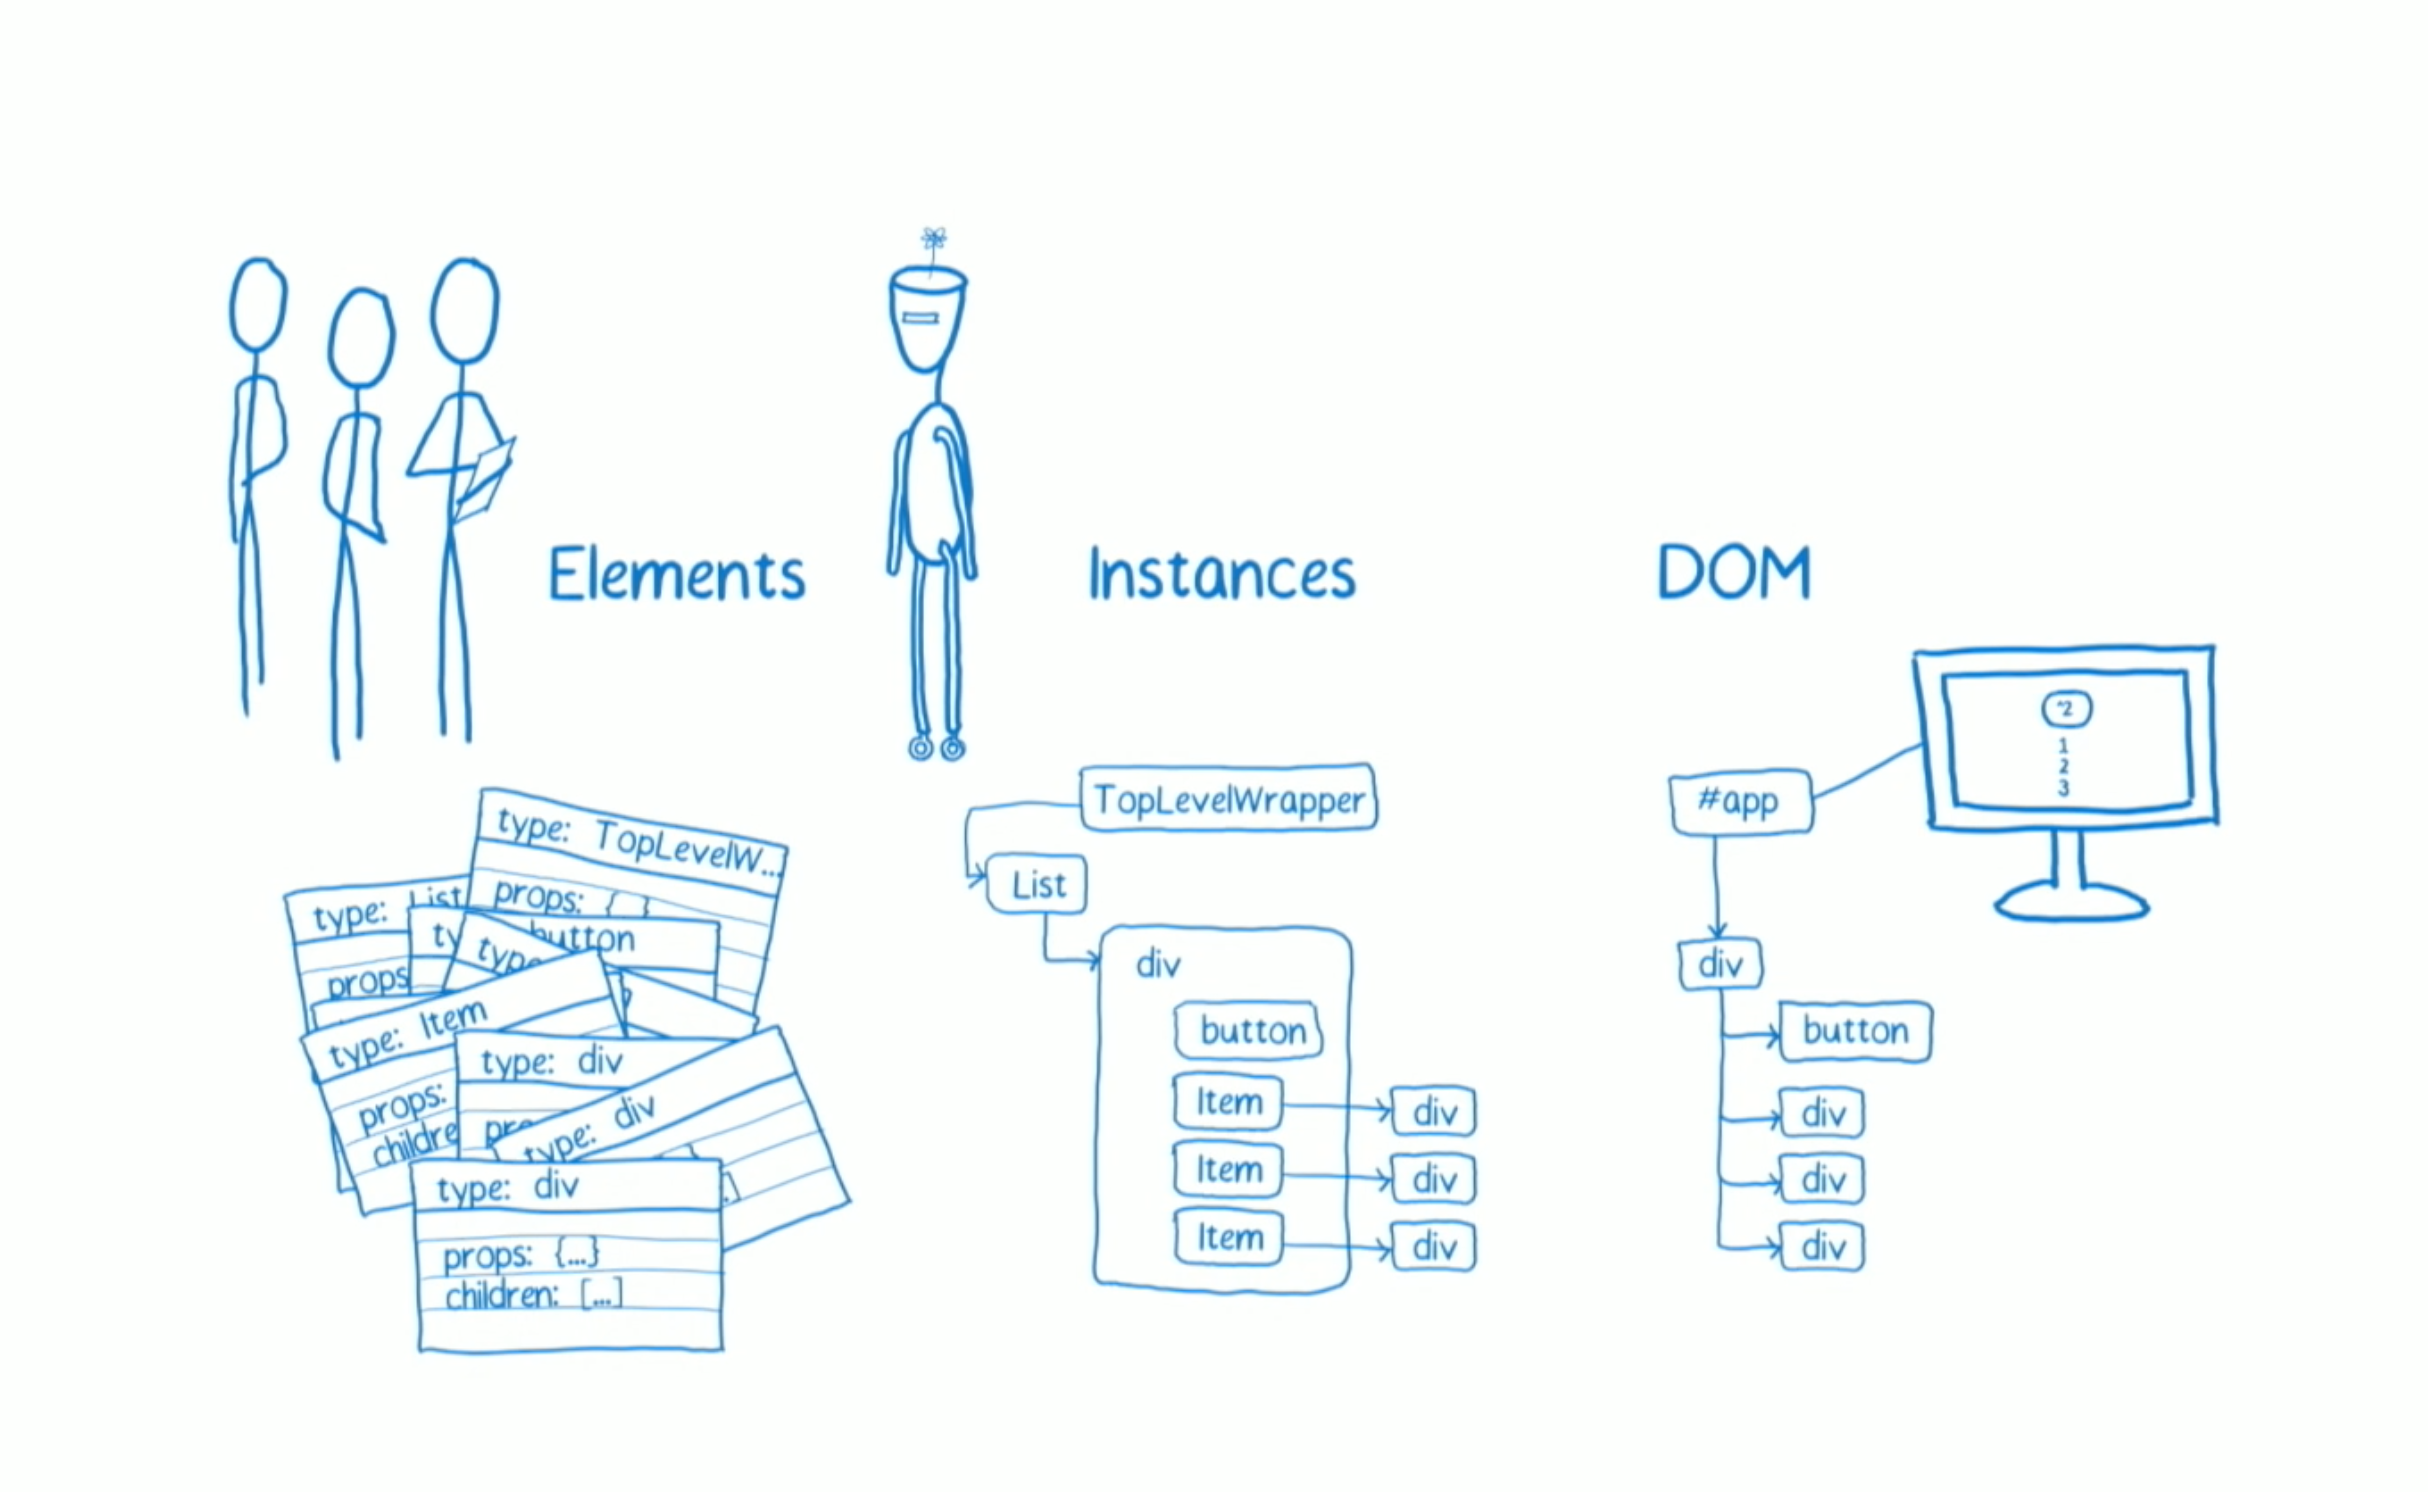 Elements
Instances
DOM
type: TopLevelW...
props: { }
type: List
props
button
type
type: Item
props:
childre
type: div
type: div
type: div
props: {...}
children: [...]
TopLevelWrapper
List
div
button
Item
div
Item
div
Item
div
#app
^2
1
2
3
div
button
div
div
div